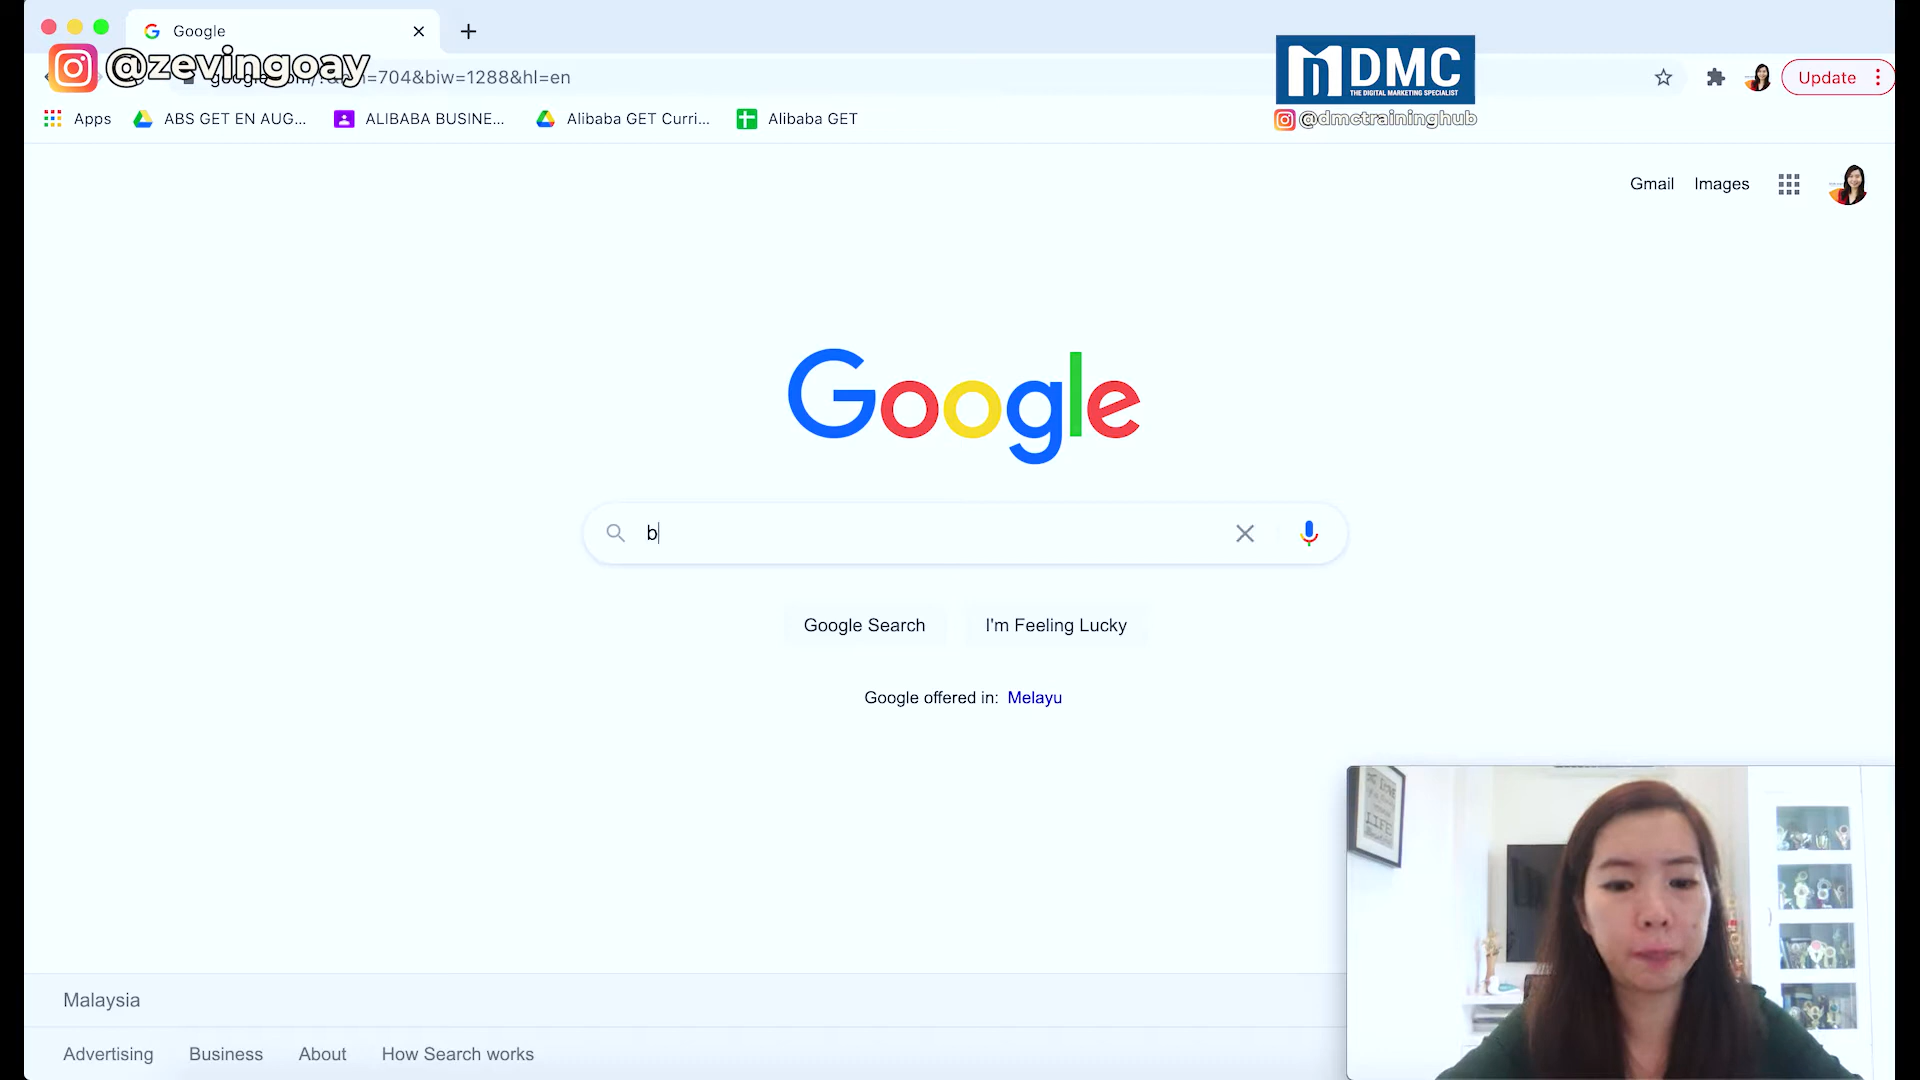 Google
@zevingoay
=704&biw=1288&hl=en
Update
DMC
THE DIGITAL MARKETING SPECIALIST
@dmctraininghub
Apps
ABS GET EN AUG...
ALIBABA BUSINE...
Alibaba GET Curri...
Alibaba GET
Gmail
Images
Google
b
Google Search
I'm Feeling Lucky
Google offered in: Melayu
LIFE
Malaysia
Advertising
Business
About
How Search works